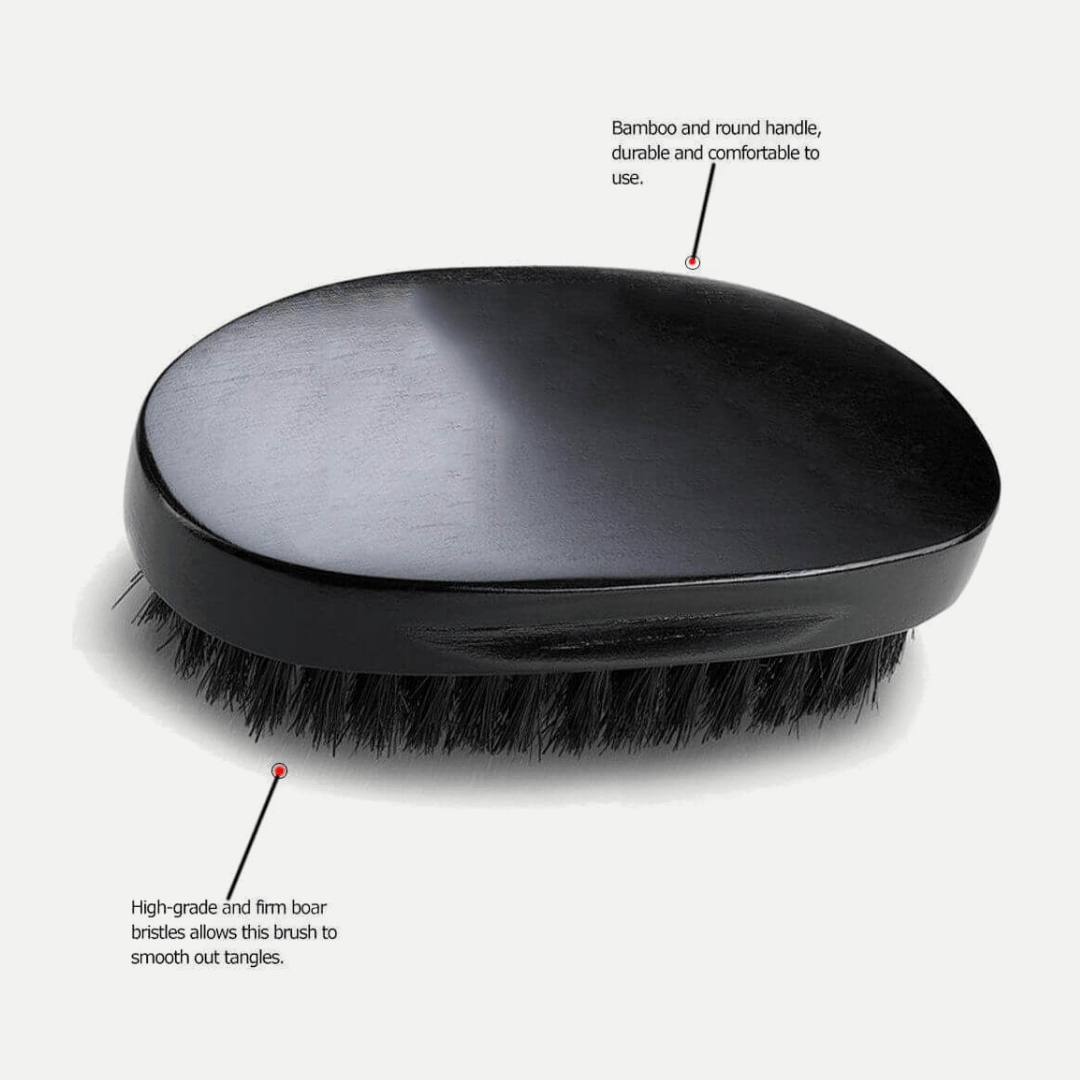 Bamboo and round handle,
durable and comfortable to
use.
High-grade and firm boar
bristles allows this brush to
smooth out tangles.